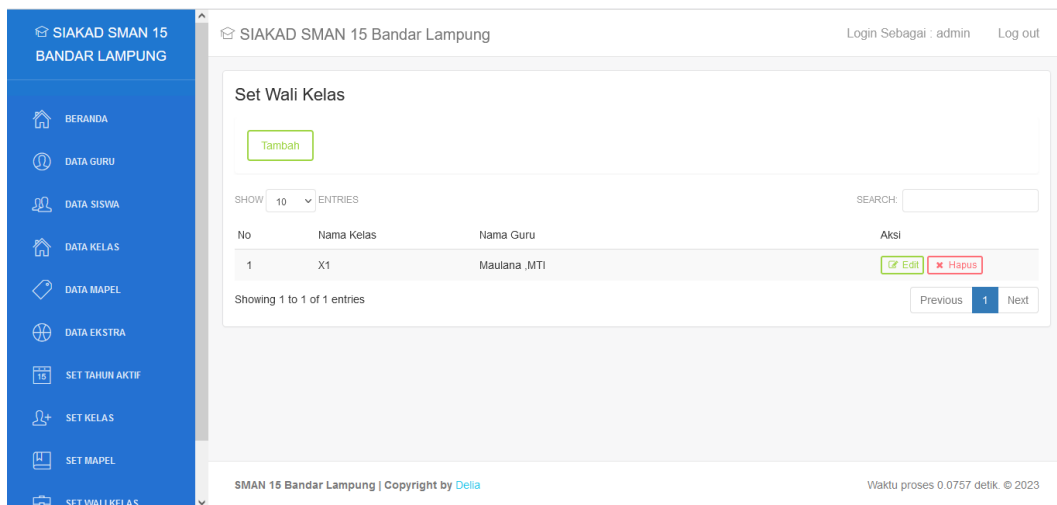 SIAKAD SMAN 15
BANDAR LAMPUNG
BERANDA
DATA GURU
DATA SISWA
DATA KELAS
DATA MAPEL
DATA EKSTRA
15
SET TAHUN AKTIF
SET KELAS
SET MAPEL
SET WALI KELAS
SIAKAD SMAN 15 Bandar Lampung
Login Sebagai : admin Log out
Set Wali Kelas
Tambah
SHOW 10 ENTRIES SEARCH:
No Nama Kelas Nama Guru Aksi
1 X1 Maulana ,MTI Edit Hapus
Showing 1 to 1 of 1 entries Previous 1 Next
SMAN 15 Bandar Lampung | Copyright by Delia Waktu proses 0.0757 detik. © 2023